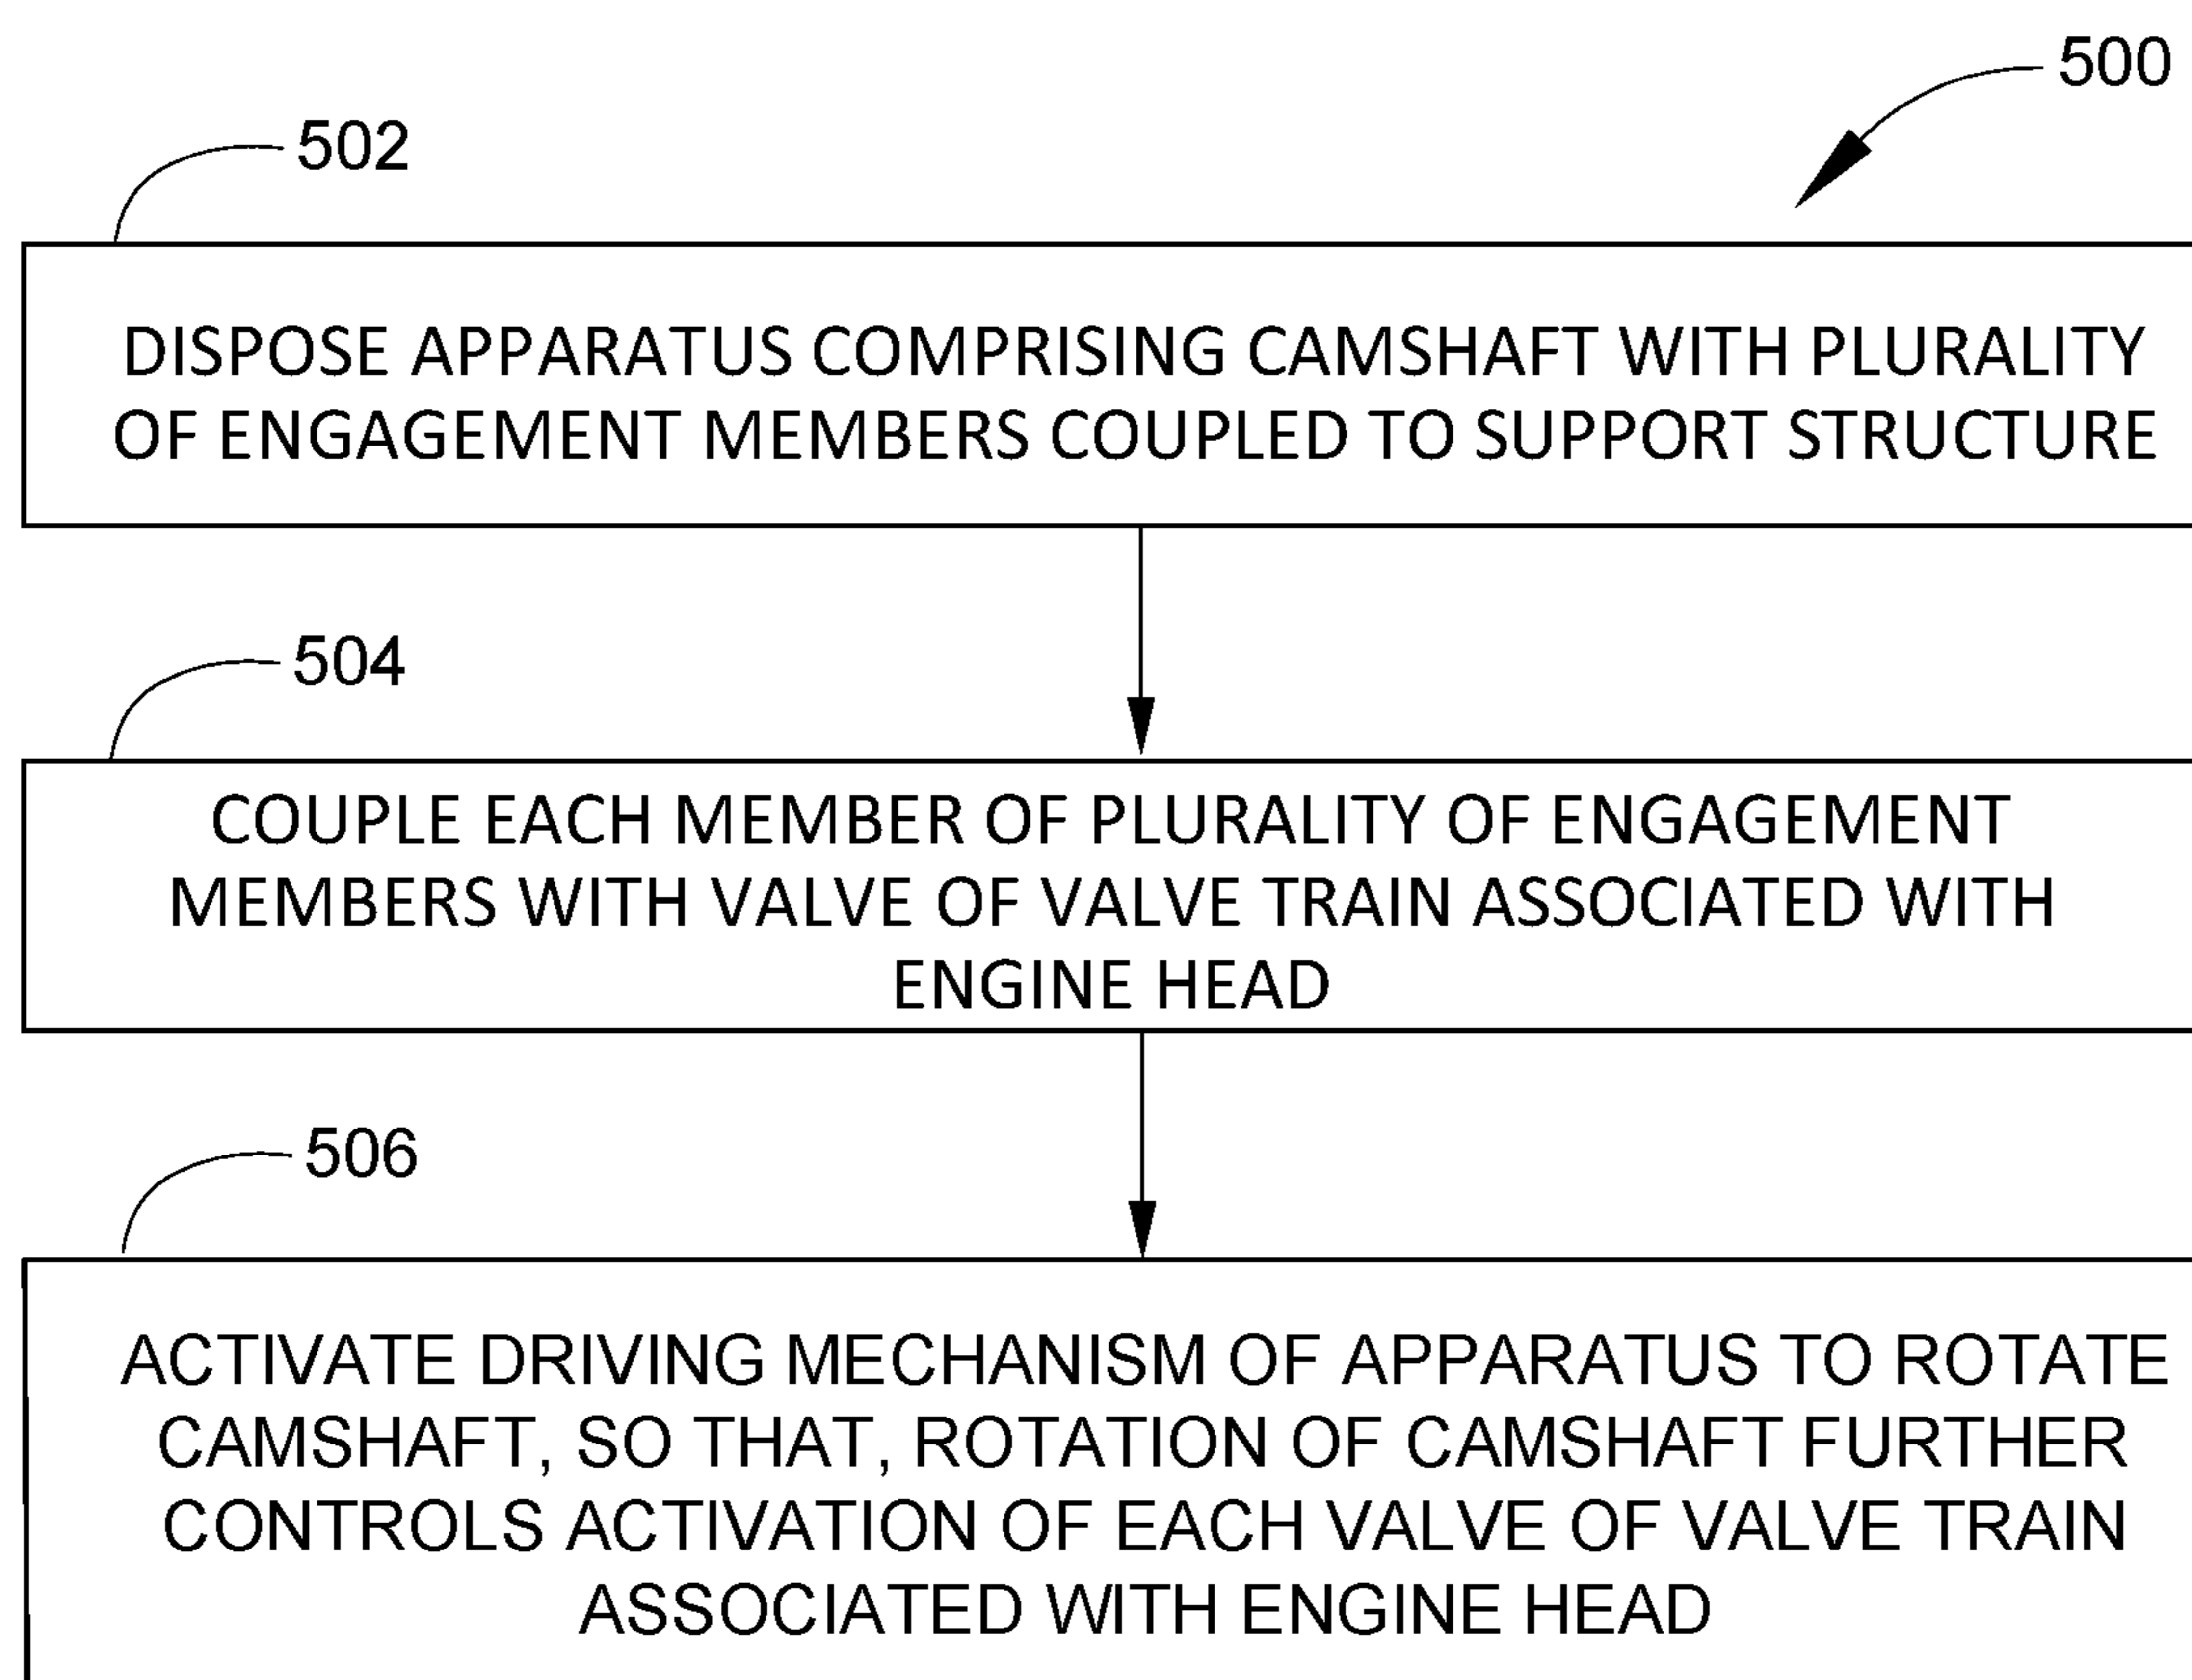 500
502
DISPOSE APPARATUS COMPRISING CAMSHAFT WITH PLURALITY
OF ENGAGEMENT MEMBERS COUPLED TO SUPPORT STRUCTURE
504
COUPLE EACH MEMBER OF PLURALITY OF ENGAGEMENT
MEMBERS WITH VALVE OF VALVE TRAIN ASSOCIATED WITH
ENGINE HEAD
506
ACTIVATE DRIVING MECHANISM OF APPARATUS TO ROTATE
CAMSHAFT, SO THAT, ROTATION OF CAMSHAFT FURTHER
CONTROLS ACTIVATION OF EACH VALVE OF VALVE TRAIN
ASSOCIATED WITH ENGINE HEAD